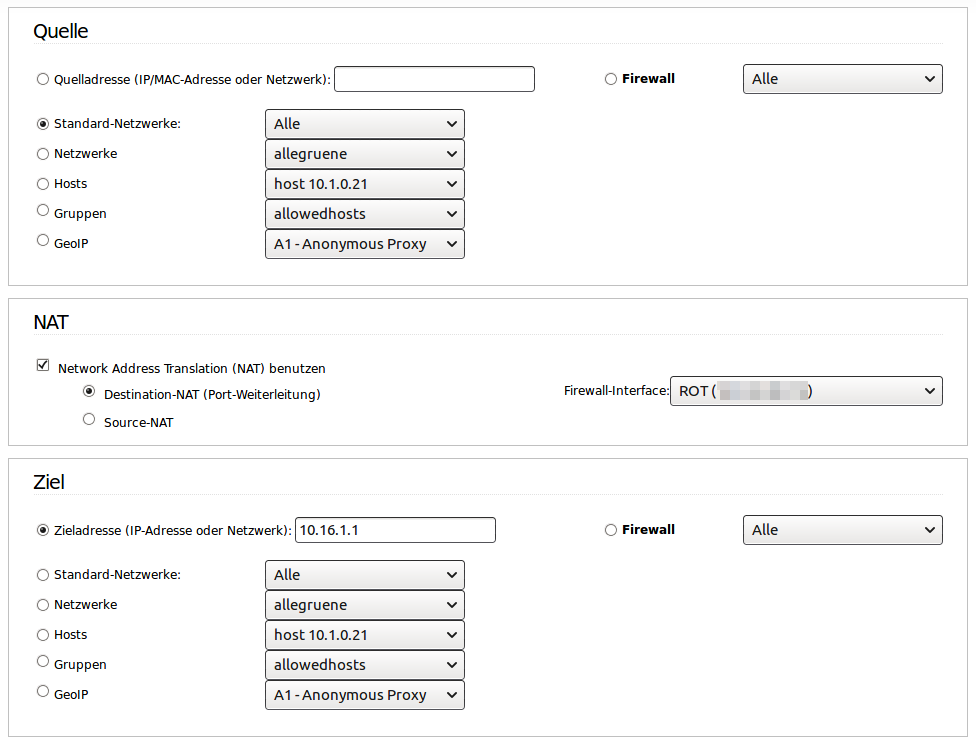 Quelle
Quelladresse (IP/MAC-Adresse oder Netzwerk): Firewall Alle
Standard-Netzwerke: Alle
Netzwerke allegruene
Hosts host 10.1.0.21
Gruppen allowedhosts
GeoIP A1 - Anonymous Proxy
NAT
Network Address Translation (NAT) benutzen
Destination-NAT (Port-Weiterleitung) Firewall-Interface: ROT ( )
Source-NAT
Ziel
Zieladresse (IP-Adresse oder Netzwerk): 10.16.1.1 Firewall Alle
Standard-Netzwerke: Alle
Netzwerke allegruene
Hosts host 10.1.0.21
Gruppen allowedhosts
GeoIP A1 - Anonymous Proxy